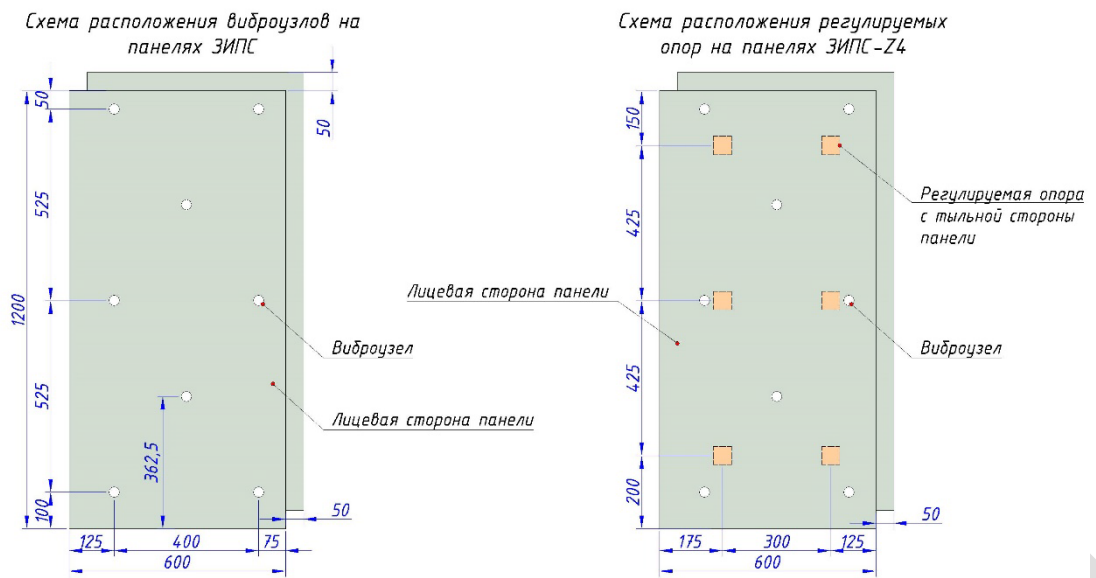 Схема расположения виброузлов на
панелях ЗИПС
50
50
525
1200
525
362,5
100
125
400
75
50
600
Виброузел
Лицевая сторона панели
Схема расположения регулируемых
опор на панелях ЗИПС-Z4
150
425
425
200
175
300
125
50
600
Регулируемая опора
с тыльной стороны
панели
Лицевая сторона панели
Виброузел